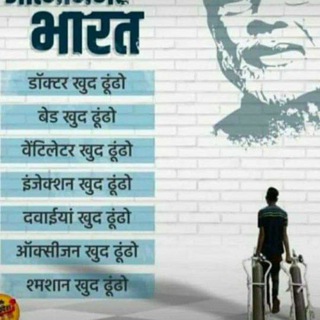 भारत
डॉक्टर खुद ढूंढो
बेड खुद ढूंढो
वेंटिलेटर खुद ढूंढो
इंजेक्शन खुद ढूंढो
दवाईयां खुद ढूंढो
ऑक्सीजन खुद ढूंढो
श्मशान खुद ढूंढो